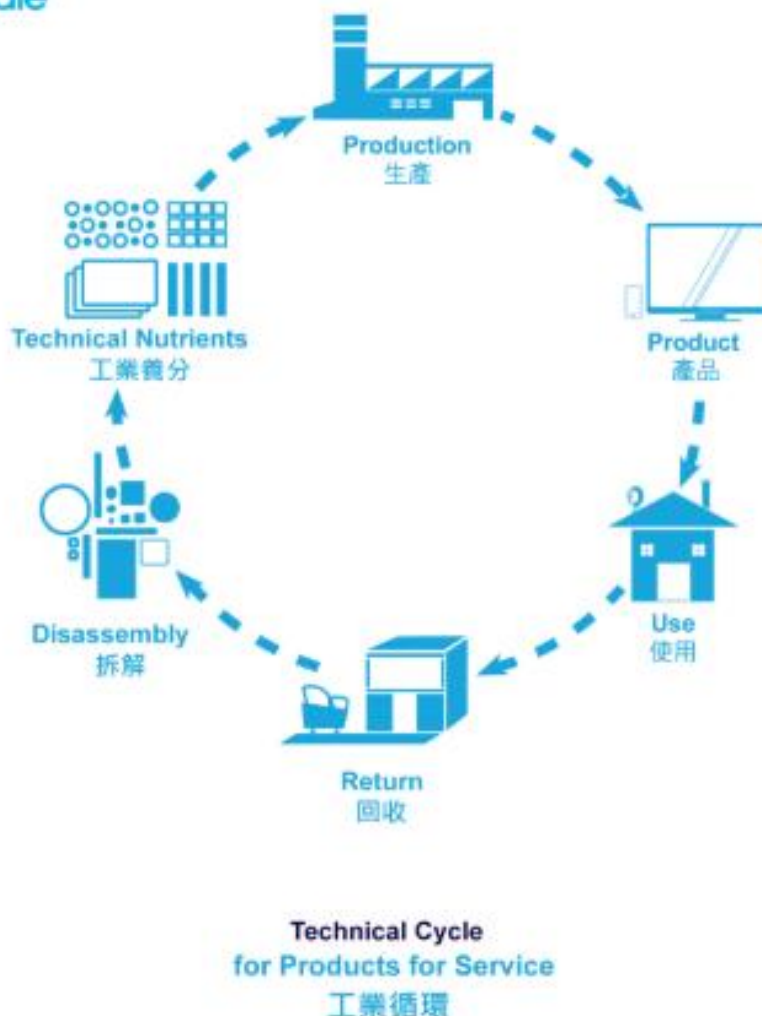 Production
生產
Technical Nutrients
工業養分
Product
產品
Disassembly
拆解
Use
使用
Return
回收
Technical Cycle
for Products for Service
工業循環